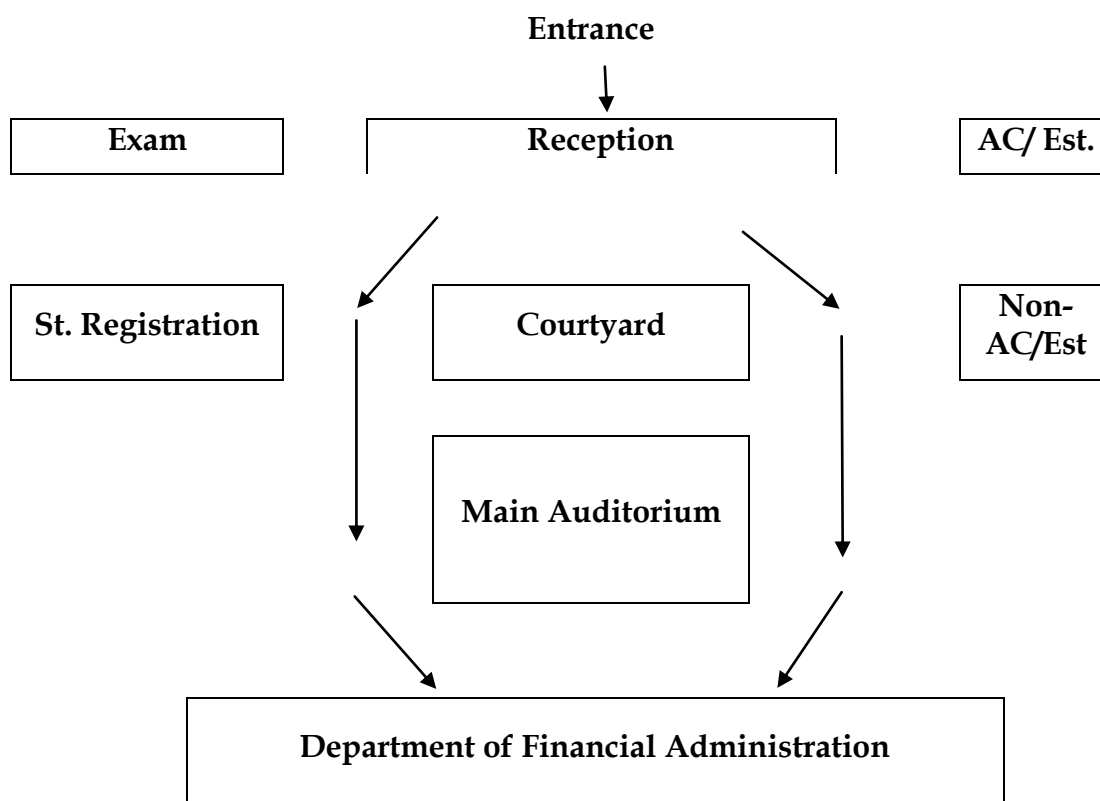 Entrance
Exam
Reception
AC/ Est.
St. Registration
Courtyard
Non-
AC/Est
Main Auditorium
Department of Financial Administration